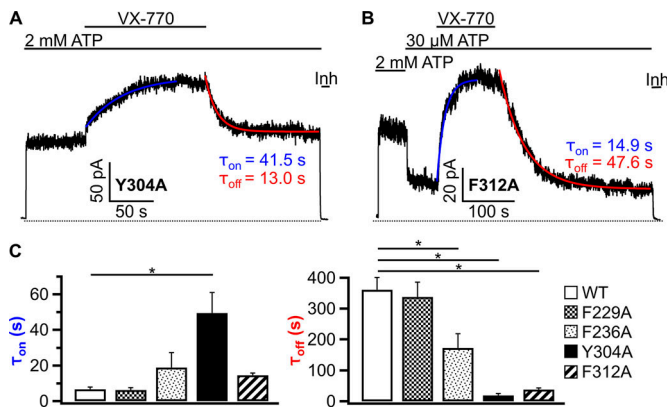 A
VX-770
2 mM ATP
Inh
τon = 41.5 s
τoff = 13.0 s
50 pA
Y304A
50 s
B
VX-770
30 µM ATP
2 mM ATP
Inh
τon = 14.9 s
τoff = 47.6 s
20 pA
F312A
100 s
C
τon (s)
60
40
20
0
*
τoff (s)
400
300
200
100
0
*
*
*
WT
F229A
F236A
Y304A
F312A